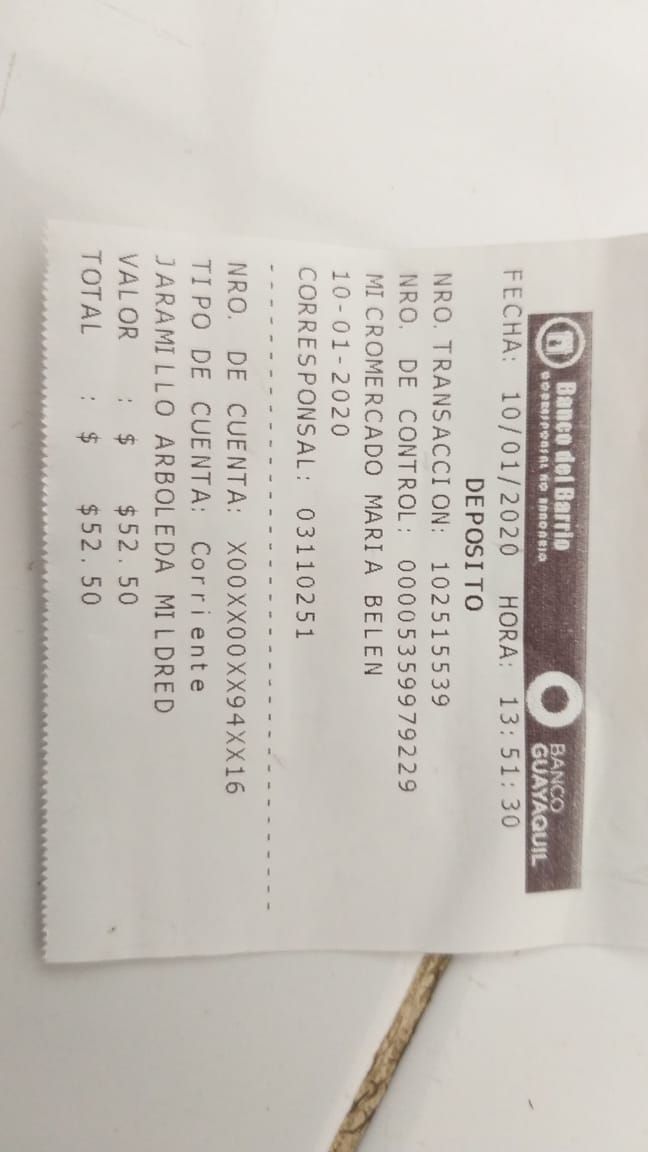 Banco del Barrio
CORRESPONSAL NO BANCARIO
BANCO
GUAYAQUIL
FECHA: 10/01/2020 HORA: 13:51:30
DEPOSITO
NRO. TRANSACCION: 102515539
NRO. DE CONTROL: 00005359979229
MICROMERCADO MARIA BELEN
10-01-2020
CORRESPONSAL: 03110251
---------------------------------------
NRO. DE CUENTA: X00XX00XX94XX16
TIPO DE CUENTA: Corriente
JARAMILLO ARBOLEDA MILDRED
VALOR : $ $52.50
TOTAL : $ $52.50